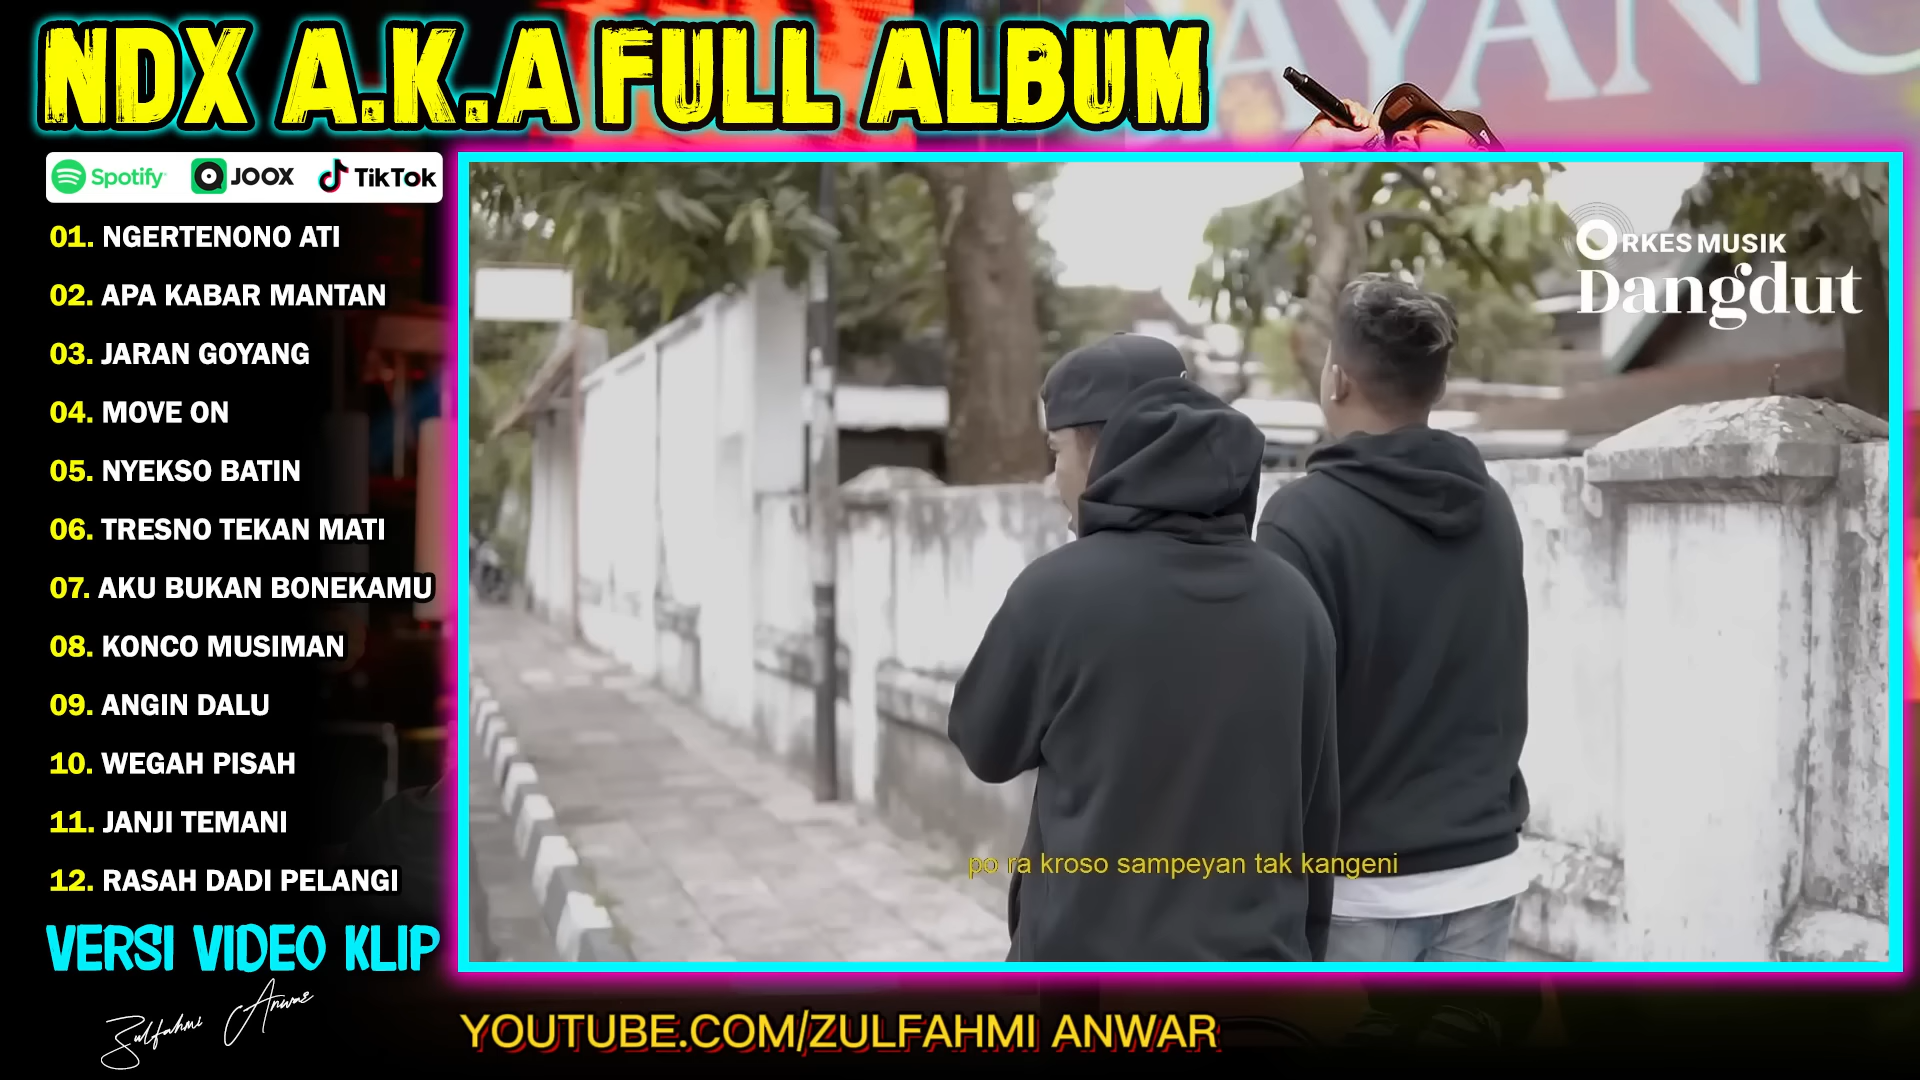 NDX A.K.A FULL ALBUM
AYANG
Spotify JOOX TikTok
01. NGERTENONO ATI
02. APA KABAR MANTAN
03. JARAN GOYANG
04. MOVE ON
05. NYEKSO BATIN
06. TRESNO TEKAN MATI
07. AKU BUKAN BONEKAMU
08. KONCO MUSIMAN
09. ANGIN DALU
10. WEGAH PISAH
11. JANJI TEMANI
12. RASAH DADI PELANGI
VERSI VIDEO KLIP
Zulfahmi Anwar
ORKES MUSIK
Dangdut
po ra kroso sampeyan tak kangeni
YOUTUBE.COM/ZULFAHMI ANWAR